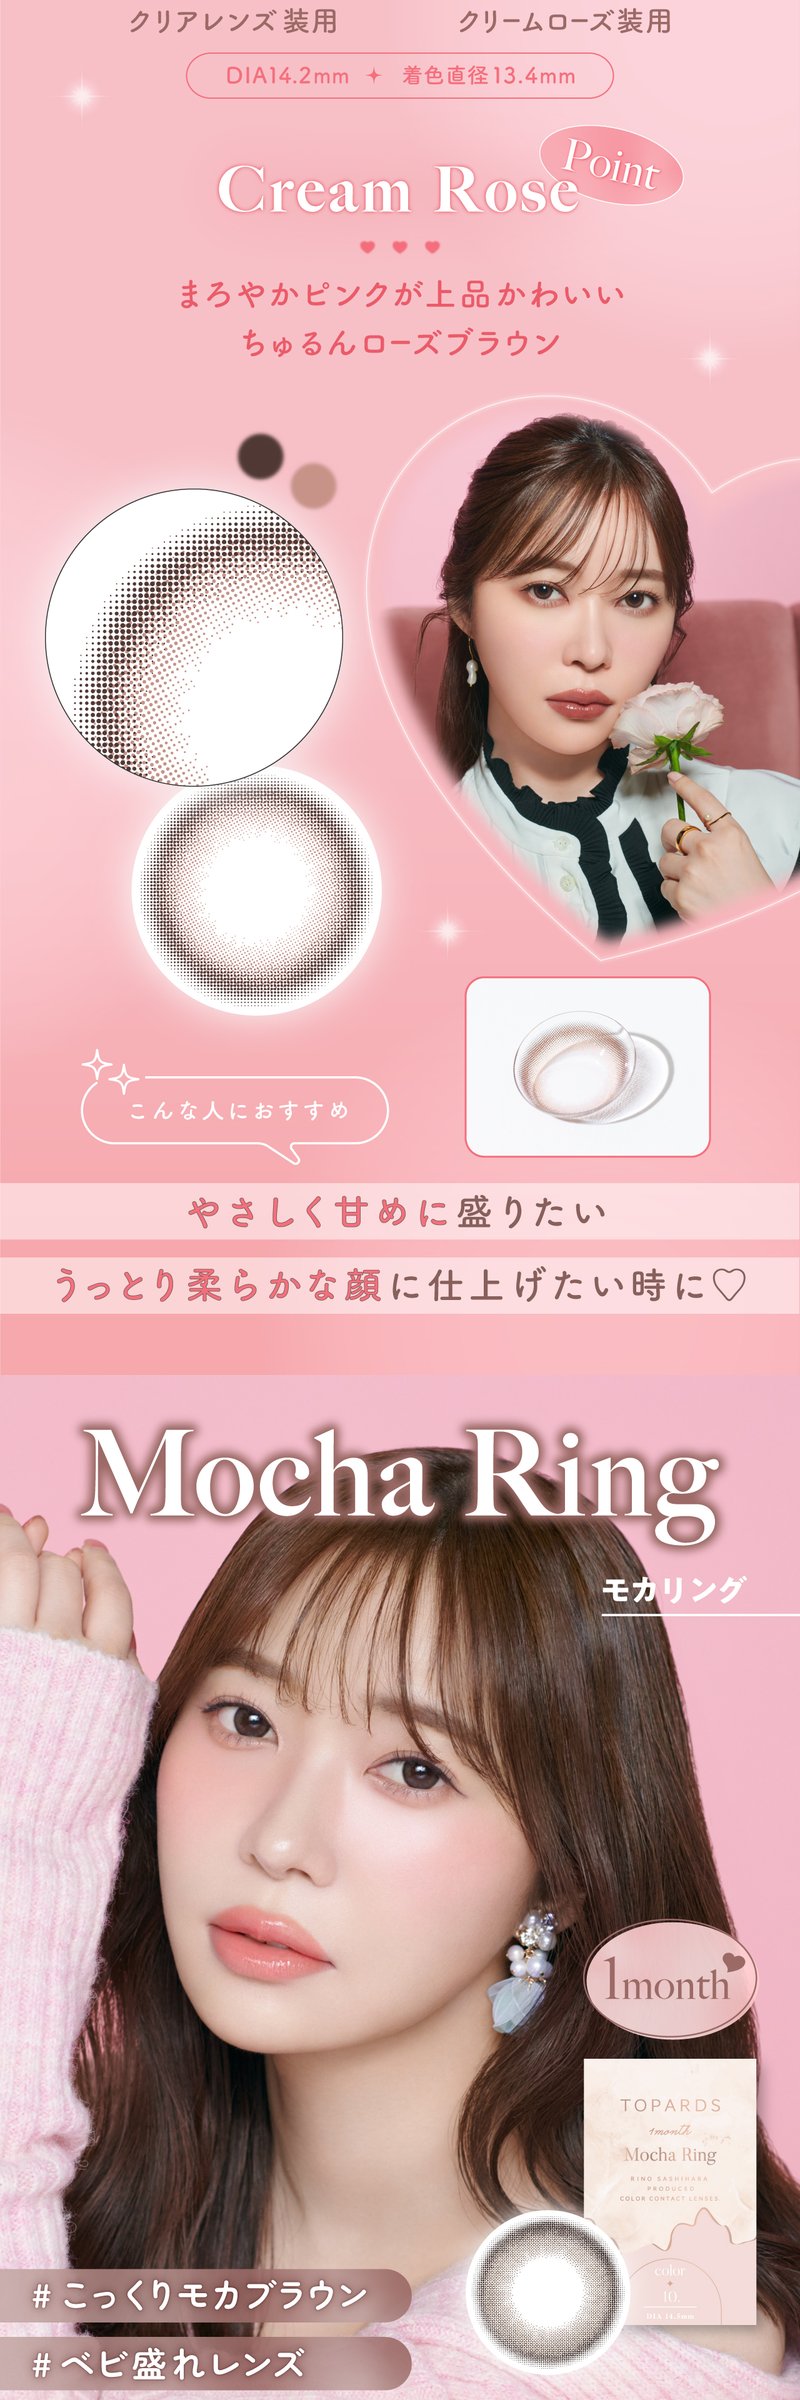 クリアレンズ装用
クリームローズ装用
DIA14.2mm ✦ 着色直径13.4mm
Point
Cream Rose
まろやかピンクが上品かわいい
ちゅるんローズブラウン
こんな人におすすめ
やさしく甘めに盛りたい
うっとり柔らかな顔に仕上げたい時に♡
Mocha Ring
モカリング
1month
TOPARDS
1month
Mocha Ring
RINO SASHIHARA
PRODUCED
COLOR CONTACT LENSES
color
10.
DIA 14.5mm
#こっくりモカブラウン
#ベビ盛れレンズ